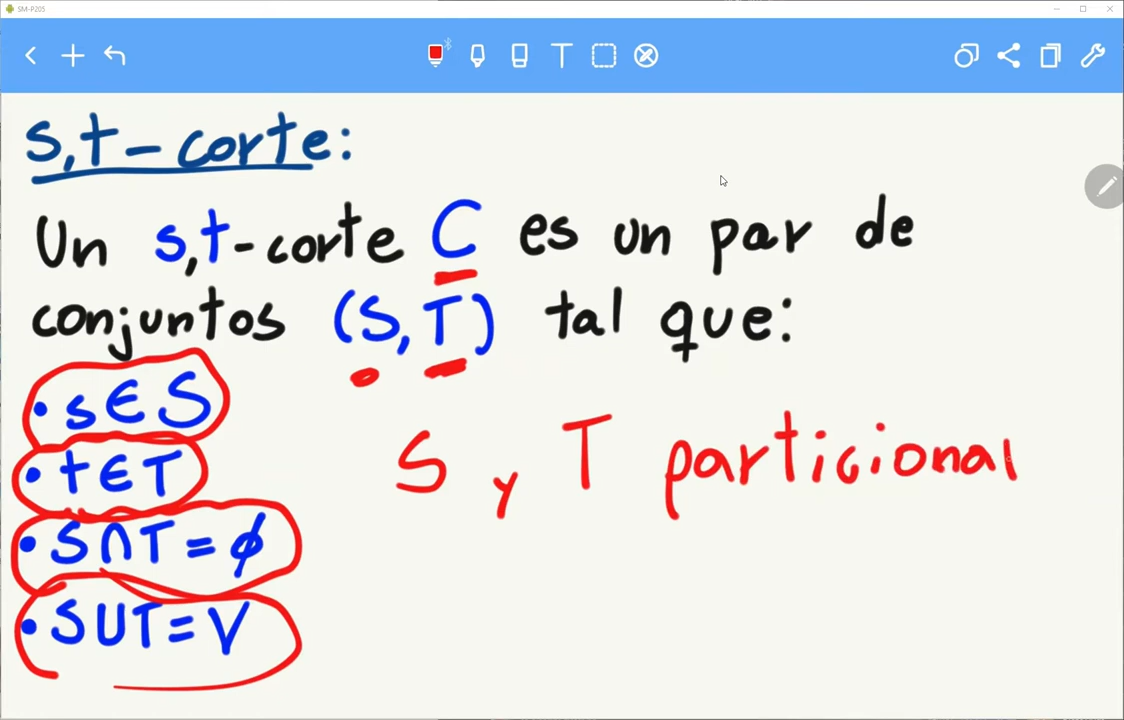 SM-P205
s,t-corte:
Un s,t-corte C es un par de
conjuntos (S,T) tal que:
• s∈S
• t∈T
S y T particional
• S∩T=ϕ
• S∪T=V